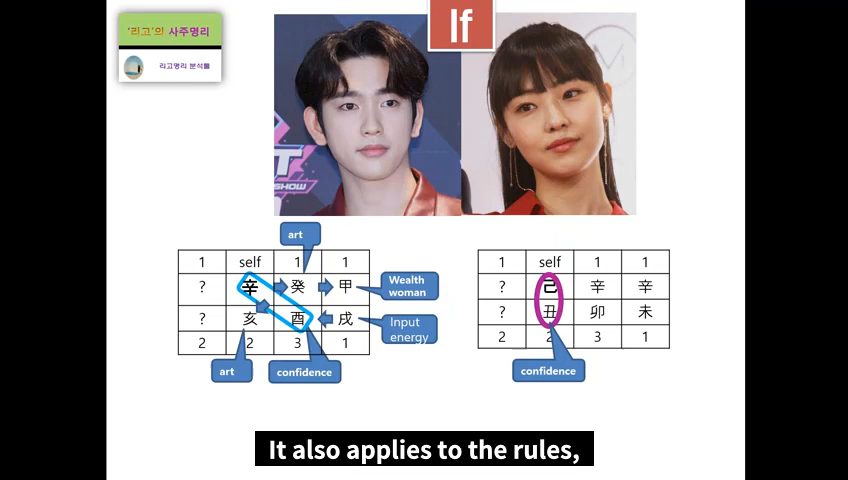 '리고'의 사주명리
리고명리 분석틀
If
M
T
SHOW
art
1 self 1 1
? 辛 癸 甲
? 亥 酉 戌
2 2 3 1
Wealth
woman
Input
energy
art
confidence
1 self 1 1
? 己 辛 辛
? 丑 卯 未
2 2 3 1
confidence
It also applies to the rules,